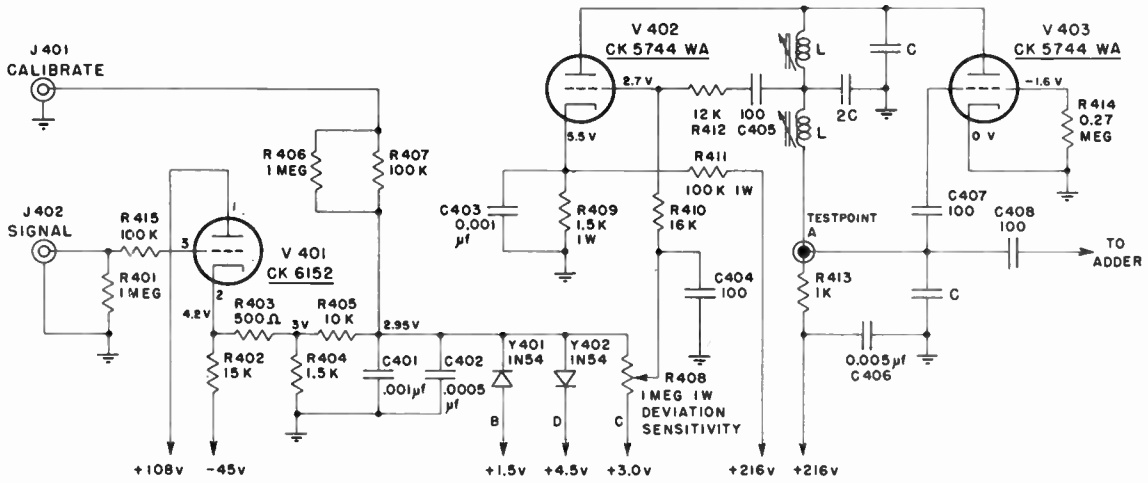 J401
CALIBRATE
J402
SIGNAL
R415
100K
R401
1MEG
3
1
2
V 401
CK 6152
4.2V
R402
15K
R403
500Ω
3V
R404
1.5K
R405
10K
R406
1MEG
R407
100K
2.95V
C401
.001μf
C402
.0005
μf
Y401
1N54
Y402
1N54
B
D
C
R408
1MEG 1W
DEVIATION
SENSITIVITY
V 402
CK 5744 WA
2.7V
5.5V
C403
0.001
μf
R409
1.5K
1W
R410
16K
R411
100K 1W
12K
R412
100
C405
C404
100
L
L
C
2C
V 403
CK 5744 WA
-1.6V
0 V
R414
0.27
MEG
C407
100
C408
100
TO
ADDER
TESTPOINT
A
R413
1K
C
0.005μf
C406
+108V
-45V
+1.5V
+4.5V
+3.0V
+216V
+216V